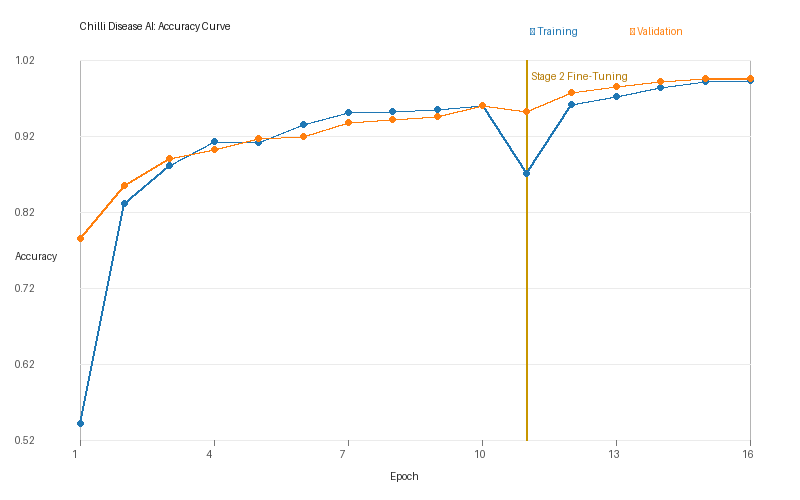 Chilli Disease AI: Accuracy Curve
Training
Validation
1.02
Stage 2 Fine-Tuning
0.92
0.82
Accuracy
0.72
0.62
0.52
1 4 7 10 13 16
Epoch